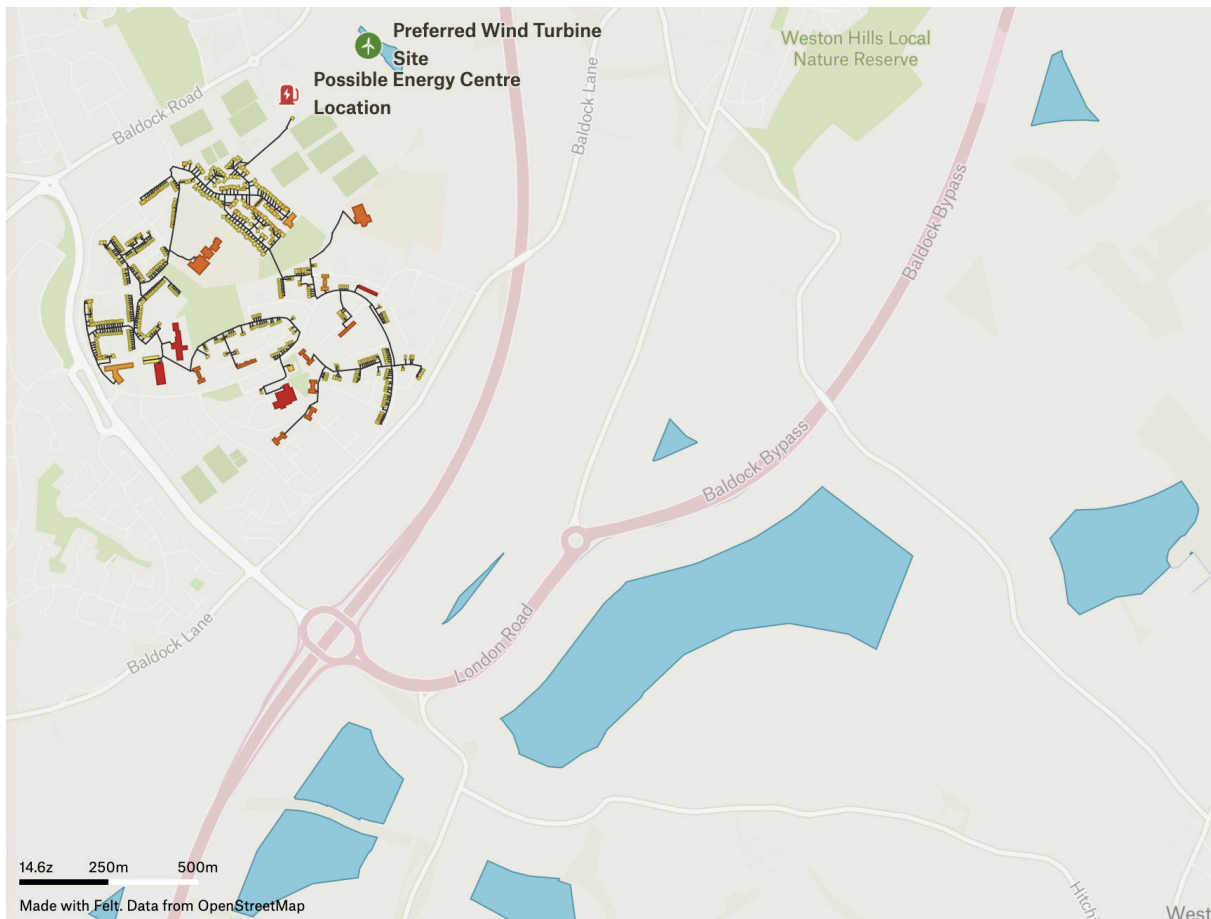 Preferred Wind Turbine
Site
Possible Energy Centre
Location
Weston Hills Local
Nature Reserve
Baldock Road
Baldock Lane
Baldock Bypass
Baldock Bypass
London Road
Baldock Lane
14.6z 250m 500m
Made with Felt. Data from OpenStreetMap
Hitchi
West